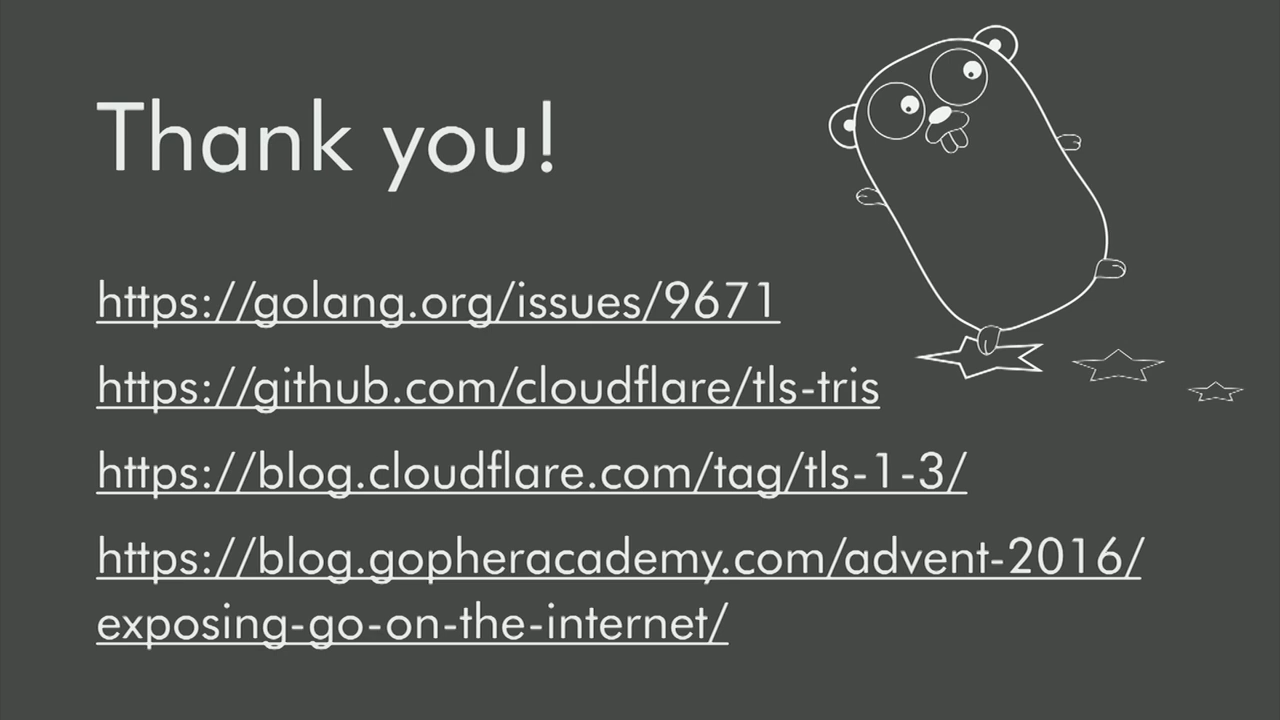 Thank you!
https://golang.org/issues/9671
https://github.com/cloudflare/tls-tris
https://blog.cloudflare.com/tag/tls-1-3/
https://blog.gopheracademy.com/advent-2016/
exposing-go-on-the-internet/